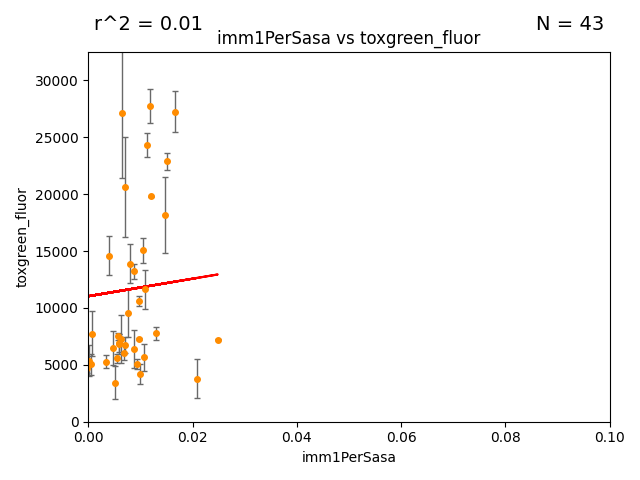 r^2 = 0.01
N = 43
imm1PerSasa vs toxgreen_fluor
30000
25000
20000
15000
10000
5000
0
toxgreen_fluor
0.00 0.02 0.04 0.06 0.08 0.10
imm1PerSasa